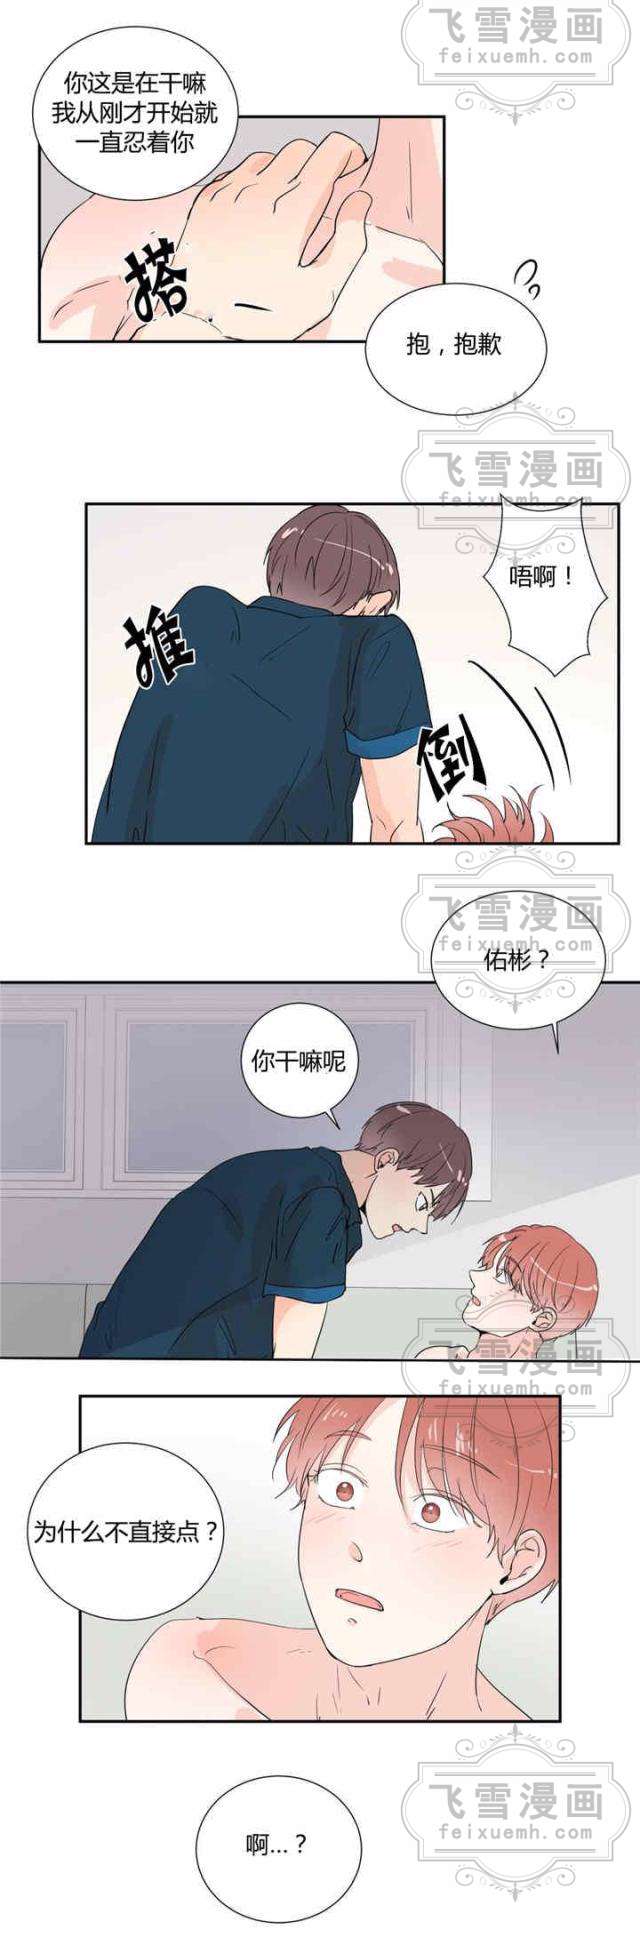 飞雪漫画
feixuemh.com
你这是在干嘛
我从刚才开始就
一直忍着你
搭
抱，抱歉
飞雪漫画
feixuemh.com
唔啊！
推
倒
飞雪漫画
feixuemh.com
佑彬？
你干嘛呢
飞雪漫画
feixuemh.com
为什么不直接点？
飞雪漫画
feixuemh.com
啊...？